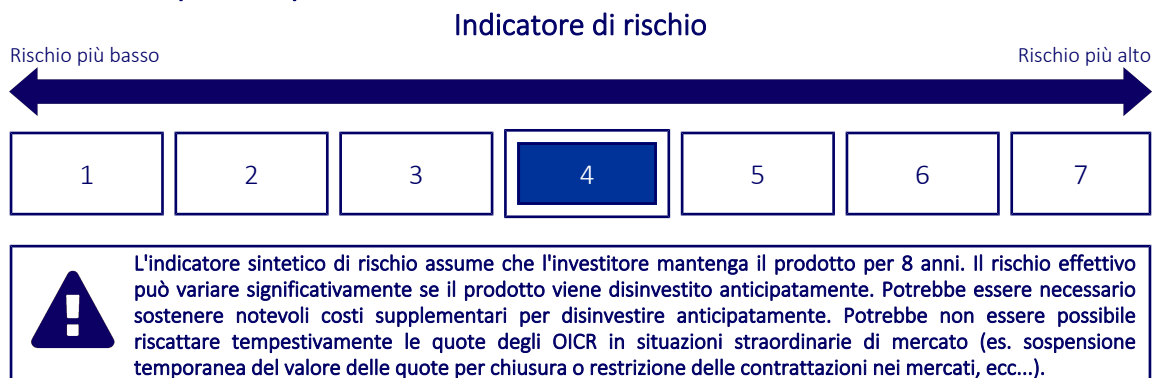 Indicatore di rischio
Rischio più basso Rischio più alto
1 2 3 4 5 6 7
L'indicatore sintetico di rischio assume che l'investitore mantenga il prodotto per 8 anni. Il rischio effettivo
può variare significativamente se il prodotto viene disinvestito anticipatamente. Potrebbe essere necessario
sostenere notevoli costi supplementari per disinvestire anticipatamente. Potrebbe non essere possibile
riscattare tempestivamente le quote degli OICR in situazioni straordinarie di mercato (es. sospensione
temporanea del valore delle quote per chiusura o restrizione delle contrattazioni nei mercati, ecc...).